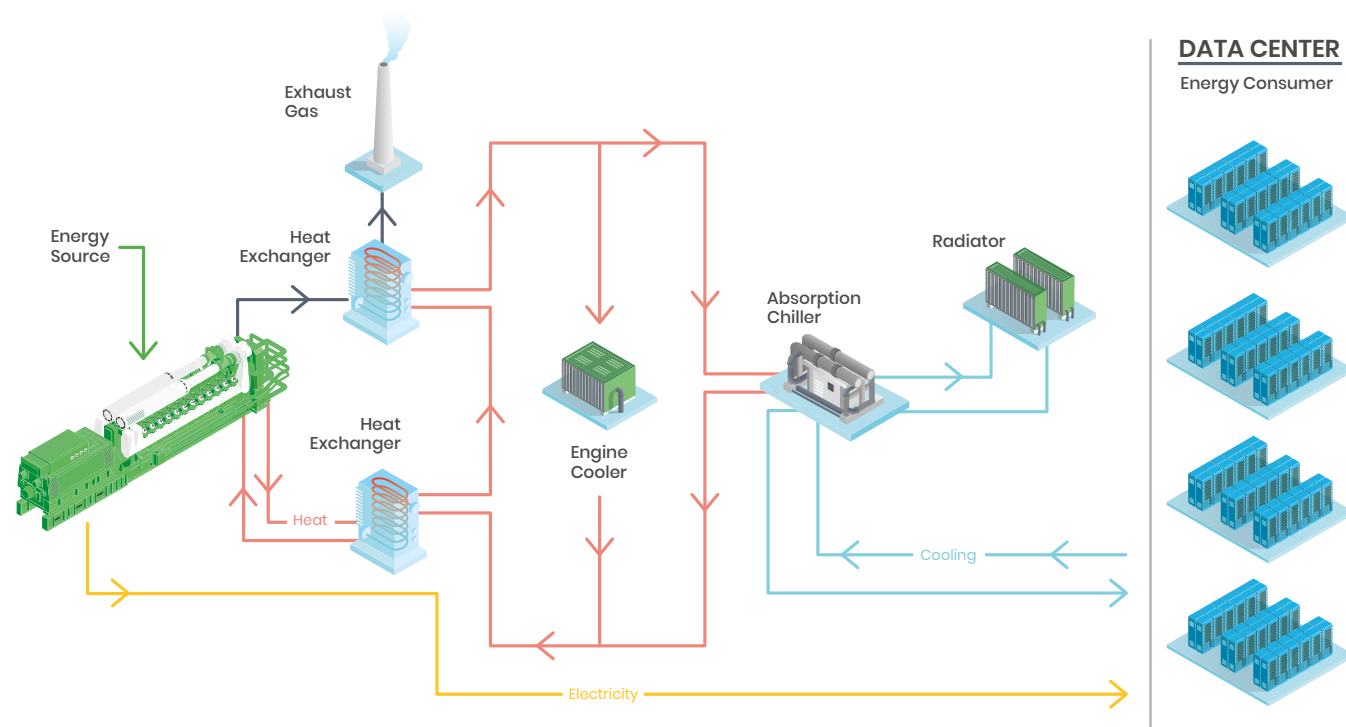 DATA CENTER
Energy Consumer
Exhaust
Gas
Energy
Source
Heat
Exchanger
Radiator
Absorption
Chiller
Heat
Exchanger
Engine
Cooler
Heat
Cooling
Electricity